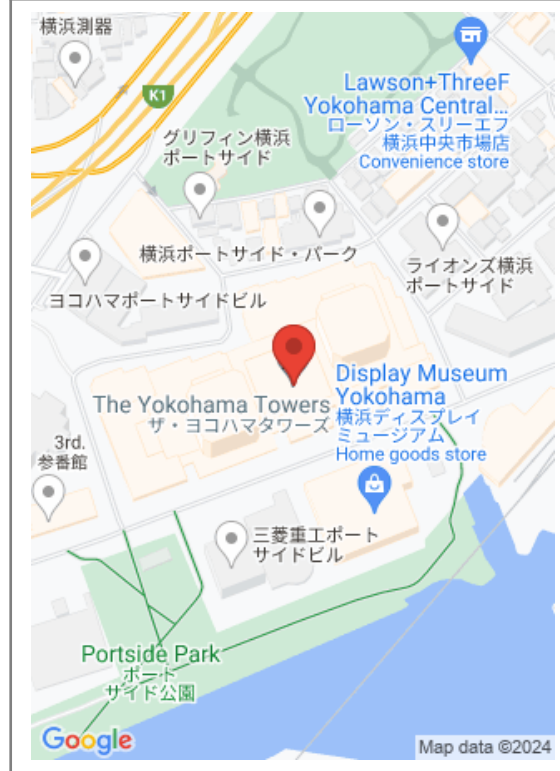 横浜測器
K1
Lawson+ThreeF
Yokohama Central...
ローソン・スリーエフ
横浜中央市場店
Convenience store
グリフィン横浜
ポートサイド
横浜ポートサイド・パーク
ライオンズ横浜
ポートサイド
ヨコハマポートサイドビル
The Yokohama Towers
ザ・ヨコハマタワーズ
Display Museum
Yokohama
横浜ディスプレイ
ミュージアム
Home goods store
3rd.
参番館
三菱重工ポート
サイドビル
Portside Park
ポート
サイド公園
Google
Map data ©2024